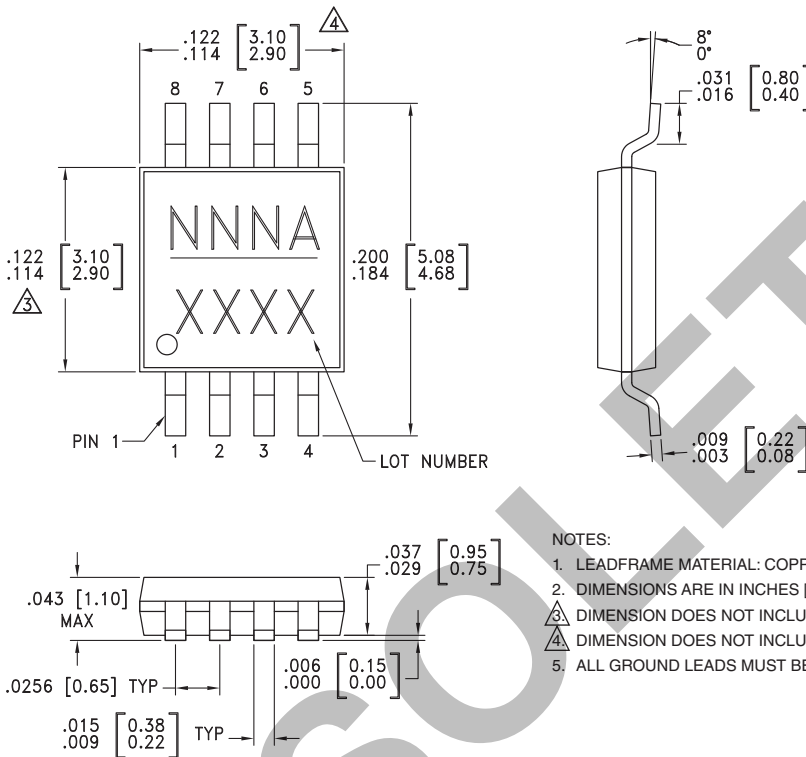 .122 [3.10]
.114 [2.90]
4
8 7 6 5
8°
0°
.031 [0.80]
.016 [0.40]
NNNA
XXXX
.122 [3.10]
.114 [2.90]
3
.200 [5.08]
.184 [4.68]
PIN 1
1 2 3 4
LOT NUMBER
.009 [0.22]
.003 [0.08]
.043 [1.10]
MAX
.037 [0.95]
.029 [0.75]
.0256 [0.65] TYP
.006 [0.15]
.000 [0.00]
.015 [0.38]
.009 [0.22]
TYP
NOTES:
1. LEADFRAME MATERIAL:
2. DIMENSIONS ARE IN INCHES [
3. DIMENSION DOES NOT
4. DIMENSION DOES NOT
5. ALL GROUND LEADS MUST
SOLET